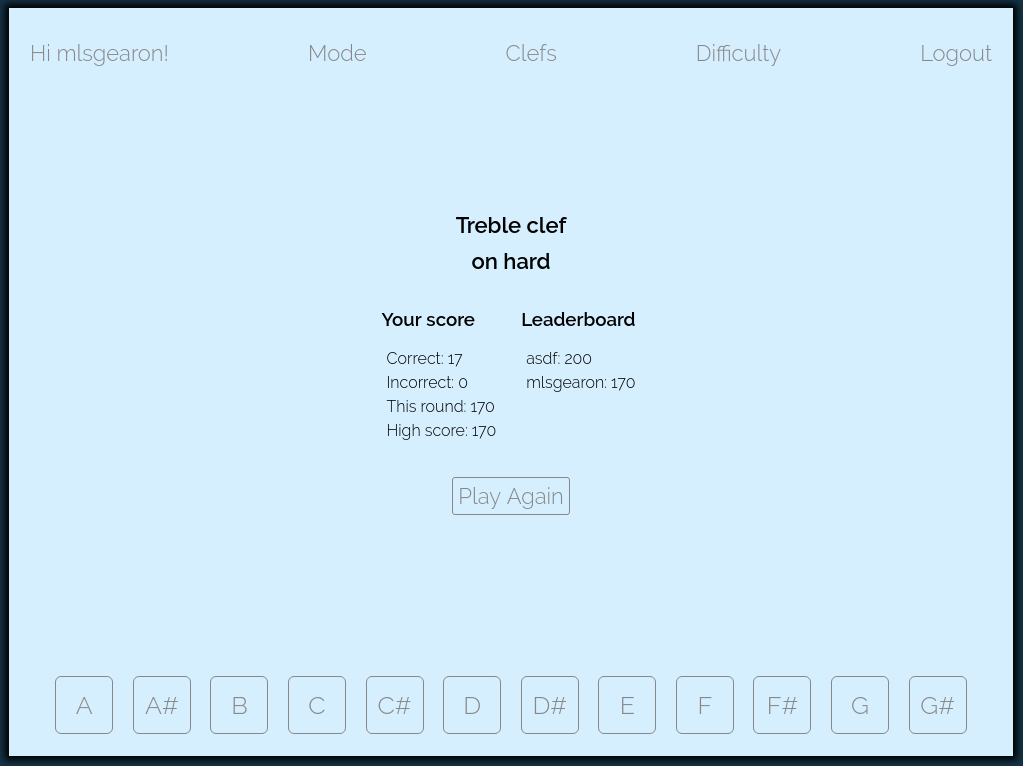 Hi mlsgearon! Mode Clefs Difficulty Logout
Treble clef
on hard
Your score
Correct: 17
Incorrect: 0
This round: 170
High score: 170
Leaderboard
asdf: 200
mlsgearon: 170
Play Again
A A# B C C# D D# E F F# G G#